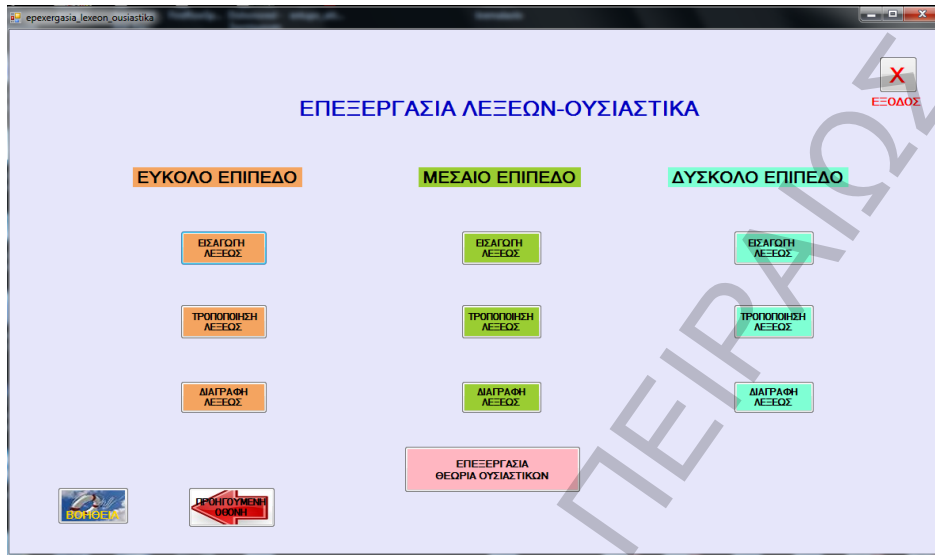 epexergasia_lexeon_ousiastika
X
ΕΞΟΔΟΣ
ΕΠΕΞΕΡΓΑΣΙΑ ΛΕΞΕΩΝ-ΟΥΣΙΑΣΤΙΚΑ
ΕΥΚΟΛΟ ΕΠΙΠΕΔΟ
ΜΕΣΑΙΟ ΕΠΙΠΕΔΟ
ΔΥΣΚΟΛΟ ΕΠΙΠΕΔΟ
ΕΙΣΑΓΩΓΗ
ΛΕΞΕΩΣ
ΕΙΣΑΓΩΓΗ
ΛΕΞΕΩΣ
ΕΙΣΑΓΩΓΗ
ΛΕΞΕΩΣ
ΤΡΟΠΟΠΟΙΗΣΗ
ΛΕΞΕΩΣ
ΤΡΟΠΟΠΟΙΗΣΗ
ΛΕΞΕΩΣ
ΤΡΟΠΟΠΟΙΗΣΗ
ΛΕΞΕΩΣ
ΔΙΑΓΡΑΦΗ
ΛΕΞΕΩΣ
ΔΙΑΓΡΑΦΗ
ΛΕΞΕΩΣ
ΔΙΑΓΡΑΦΗ
ΛΕΞΕΩΣ
ΕΠΕΞΕΡΓΑΣΙΑ
ΘΕΩΡΙΑ ΟΥΣΙΑΣΤΙΚΩΝ
ΒΟΗΘΕΙΑ
ΠΡΟΗΓΟΥΜΕΝΗ
ΟΘΟΝΗ
ΠΕΙΡΑΙΩΣ